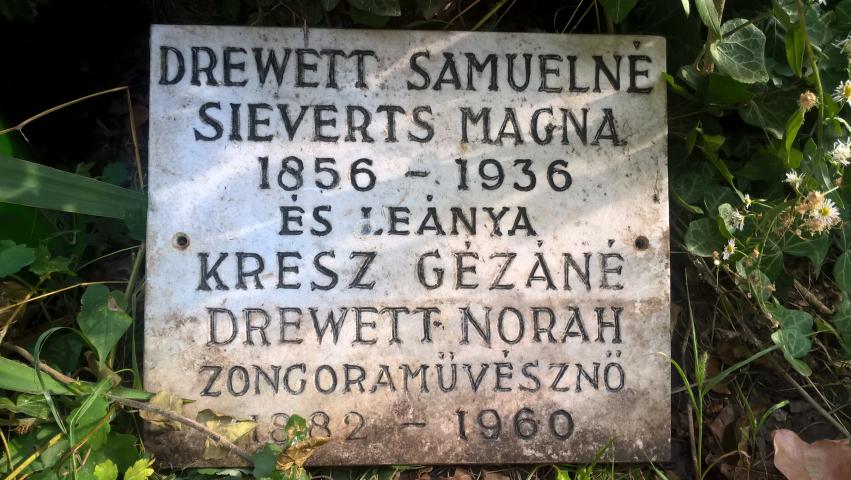 DREWETT SAMUELNÉ
SIEVERTS MAGNA
1856 - 1936
ÉS LEÁNYA
KRESZ GÉZÁNÉ
DREWETT NORAH
ZONGORAMŰVÉSZNŐ
1882 - 1960